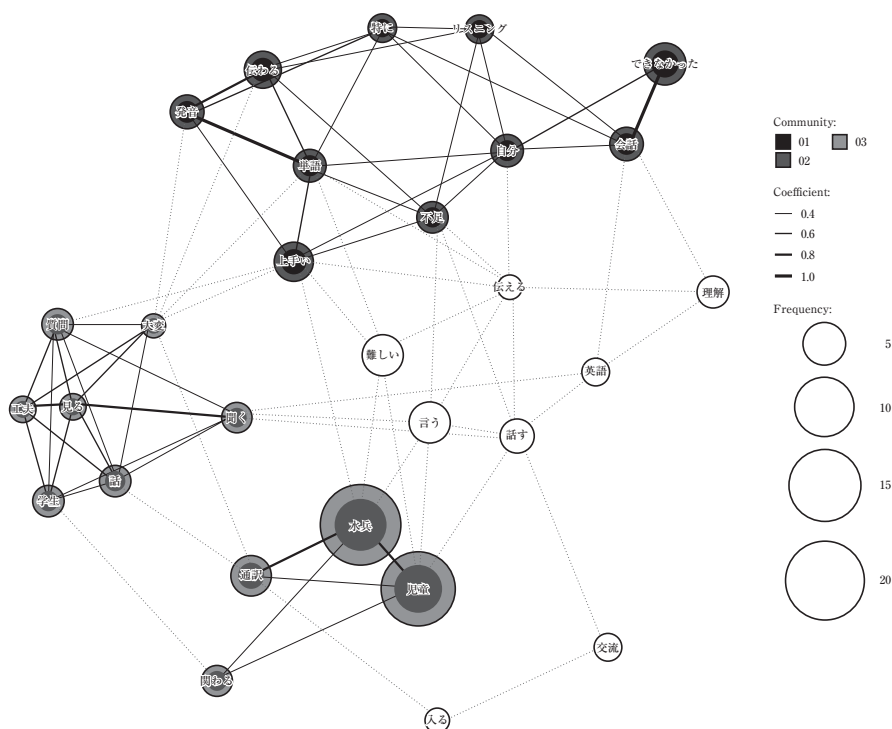 特に
リスニング
伝わる
できなかった
発音
自分
会話
単語
不足
上手い
伝える
理解
質問
大変
難しい
英語
工夫
見る
聞く
言う
話す
話
学生
水兵
通訳
児童
関わる
交流
入る
Community:
01 03
02
Coefficient:
0.4
0.6
0.8
1.0
Frequency:
5
10
15
20